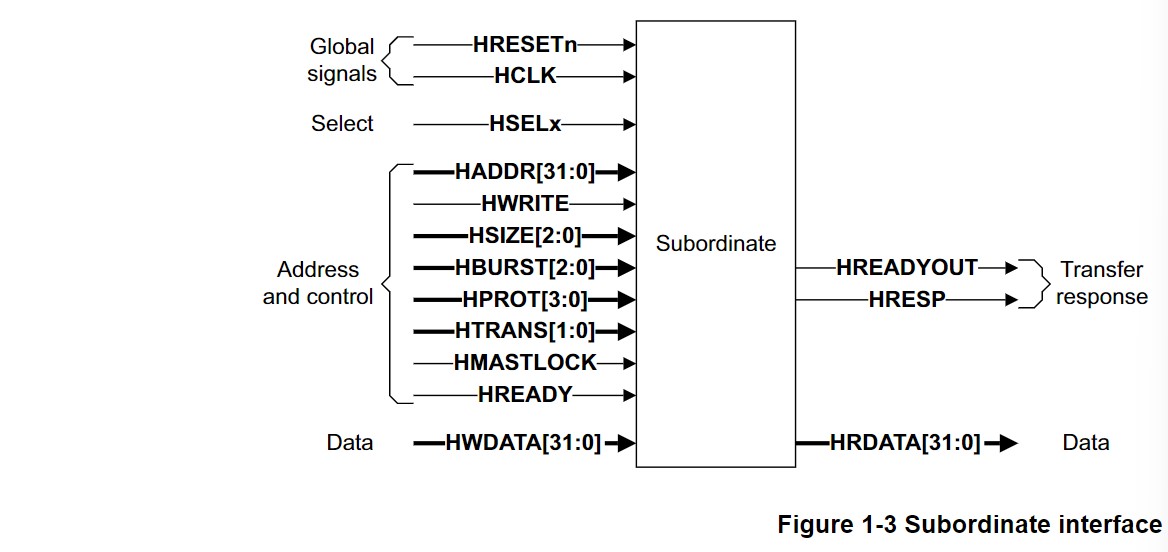 Global
signals
HRESETn
HCLK
Select
HSELx
Address
and control
HADDR[31:0]
HWRITE
HSIZE[2:0]
HBURST[2:0]
HPROT[3:0]
HTRANS[1:0]
HMASTLOCK
HREADY
Data
HWDATA[31:0]
Subordinate
HREADYOUT
HRESP
Transfer
response
HRDATA[31:0]
Data
Figure 1-3 Subordinate interface